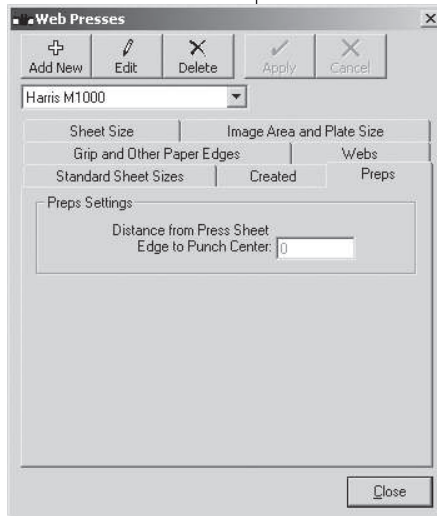 Web Presses
Add New Edit Delete Apply Cancel
Harris M1000
Sheet Size Image Area and Plate Size
Grip and Other Paper Edges Webs
Standard Sheet Sizes Created Preps
Preps Settings
Distance from Press Sheet
Edge to Punch Center: 0
Close